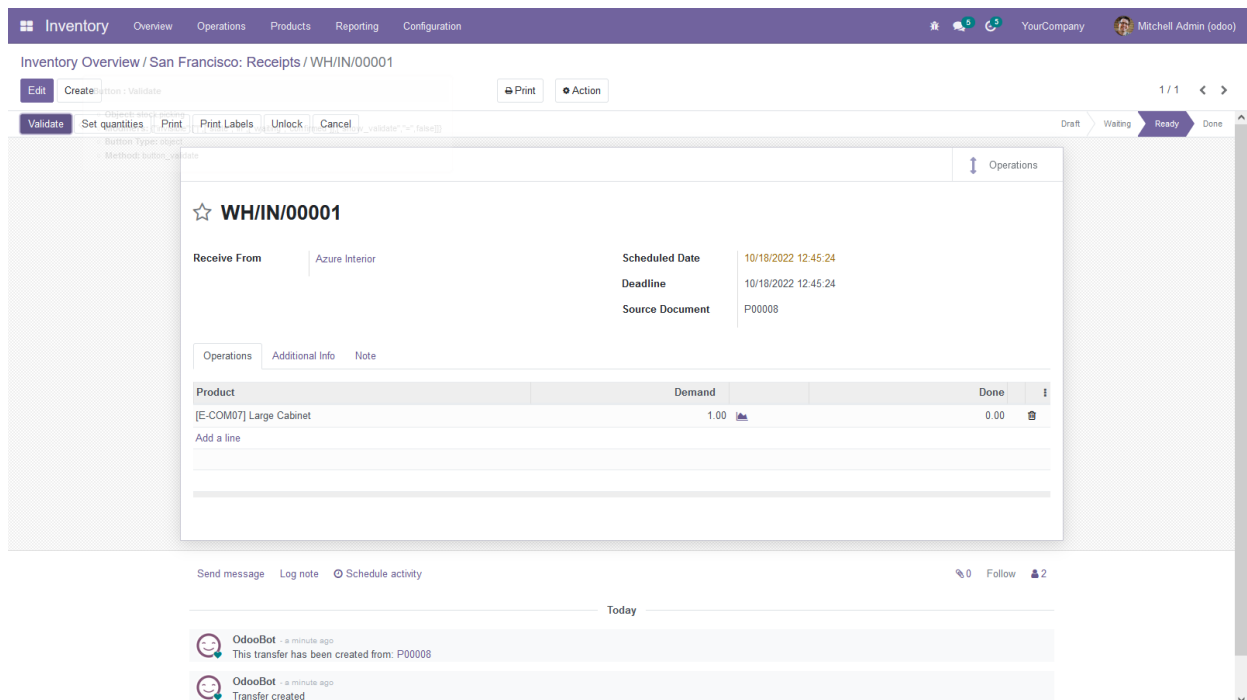 Inventory Overview Operations Products Reporting Configuration 5 5 YourCompany Mitchell Admin (odoo)
Inventory Overview / San Francisco: Receipts / WH/IN/00001
Edit Create Print Action 1 / 1
Button : Validate
Validate Set quantities Print Print Labels Unlock Cancel Draft Waiting Ready Done
Button Type: object
Method: button_validate
Operations
WH/IN/00001
Receive From Azure Interior Scheduled Date 10/18/2022 12:45:24
Deadline 10/18/2022 12:45:24
Source Document P00008
Operations Additional Info Note
Product Demand Done
[E-COM07] Large Cabinet 1.00 0.00
Add a line
Send message Log note Schedule activity 0 Follow 2
Today
OdooBot - a minute ago
This transfer has been created from: P00008
OdooBot - a minute ago
Transfer created